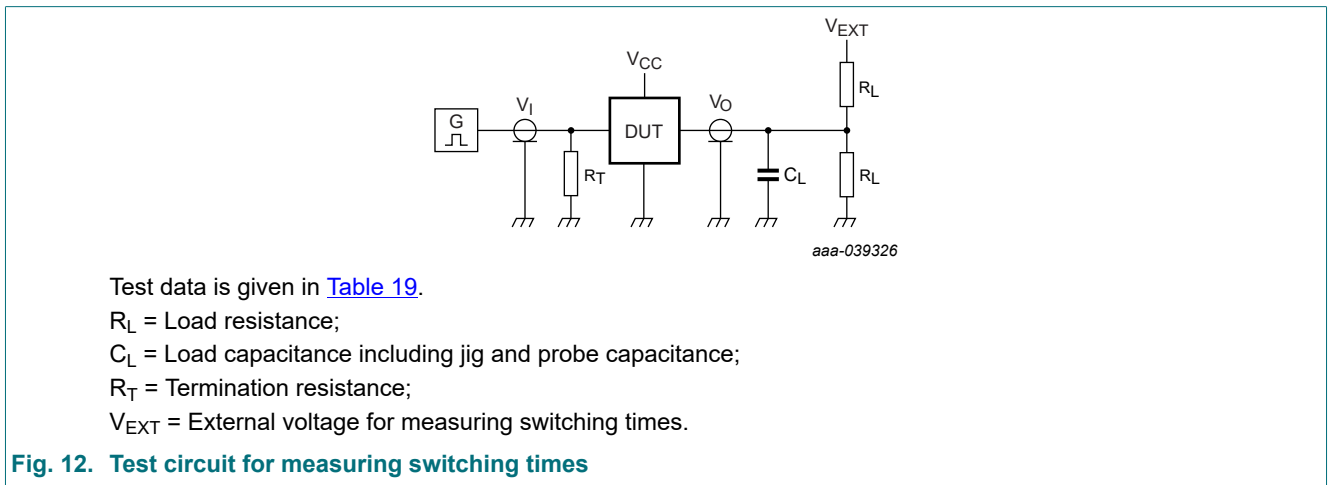 VEXT
VCC
RL
VI
VO
G
DUT
RT
CL
RL
aaa-039326
Test data is given in Table 19.
RL = Load resistance;
CL = Load capacitance including jig and probe capacitance;
RT = Termination resistance;
VEXT = External voltage for measuring switching times.
Fig. 12. Test circuit for measuring switching times